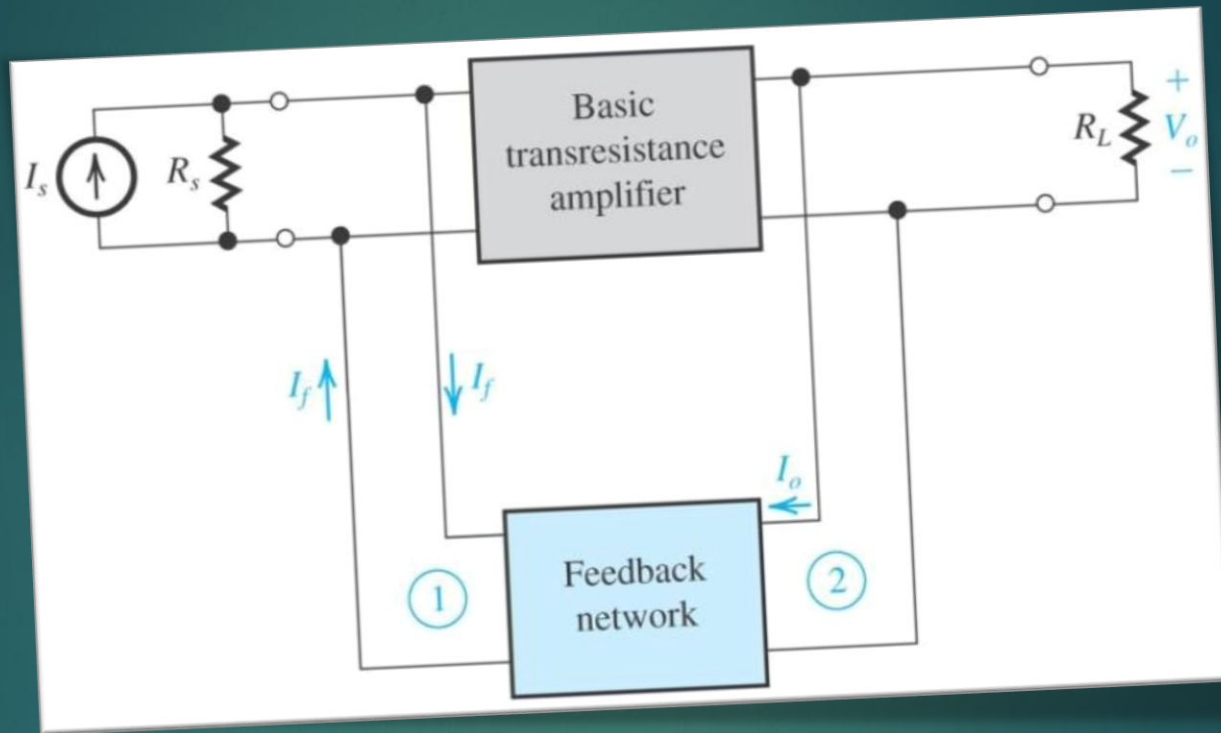 Basic
transresistance
amplifier
I_s
R_s
R_L
+
V_o
−
I_f
I_f
I_o
1
2
Feedback
network